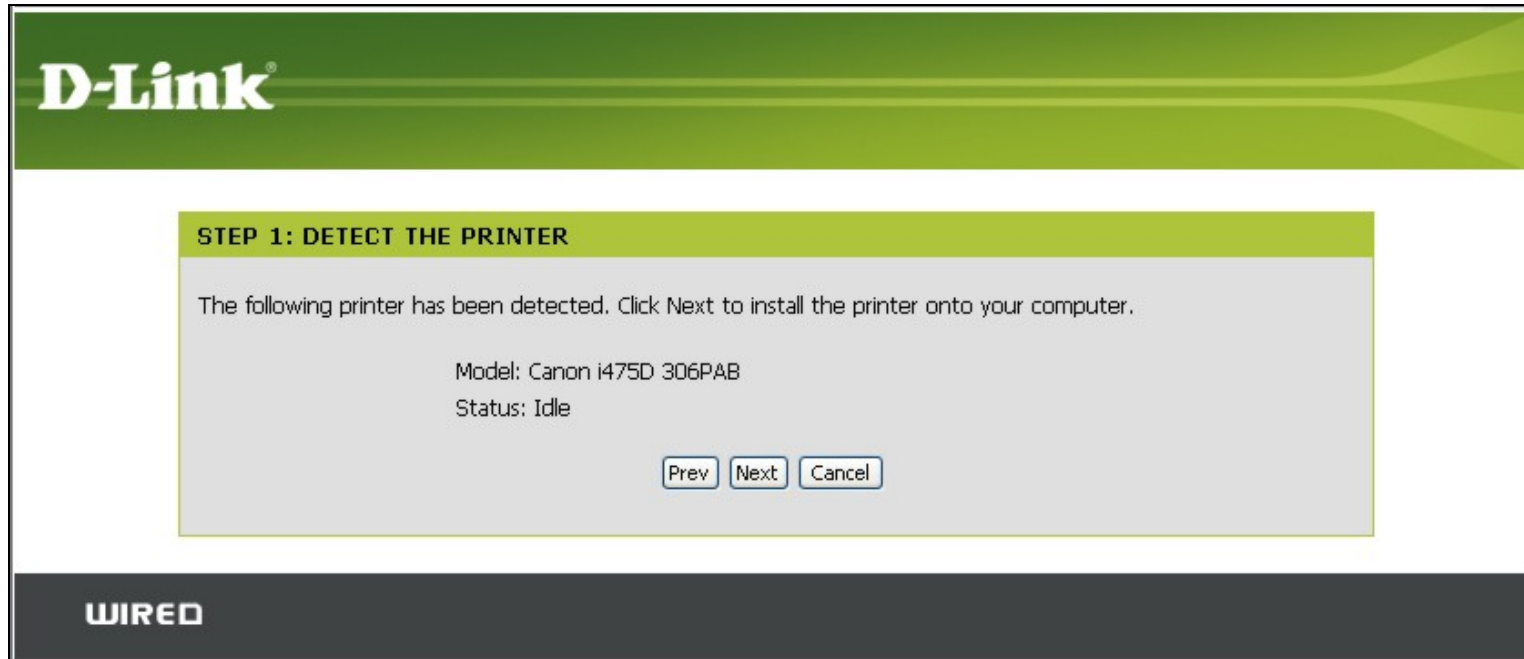 D-Link®
STEP 1: DETECT THE PRINTER
The following printer has been detected. Click Next to install the printer onto your computer.
Model: Canon i475D 306PAB
Status: Idle
Prev Next Cancel
WIRED